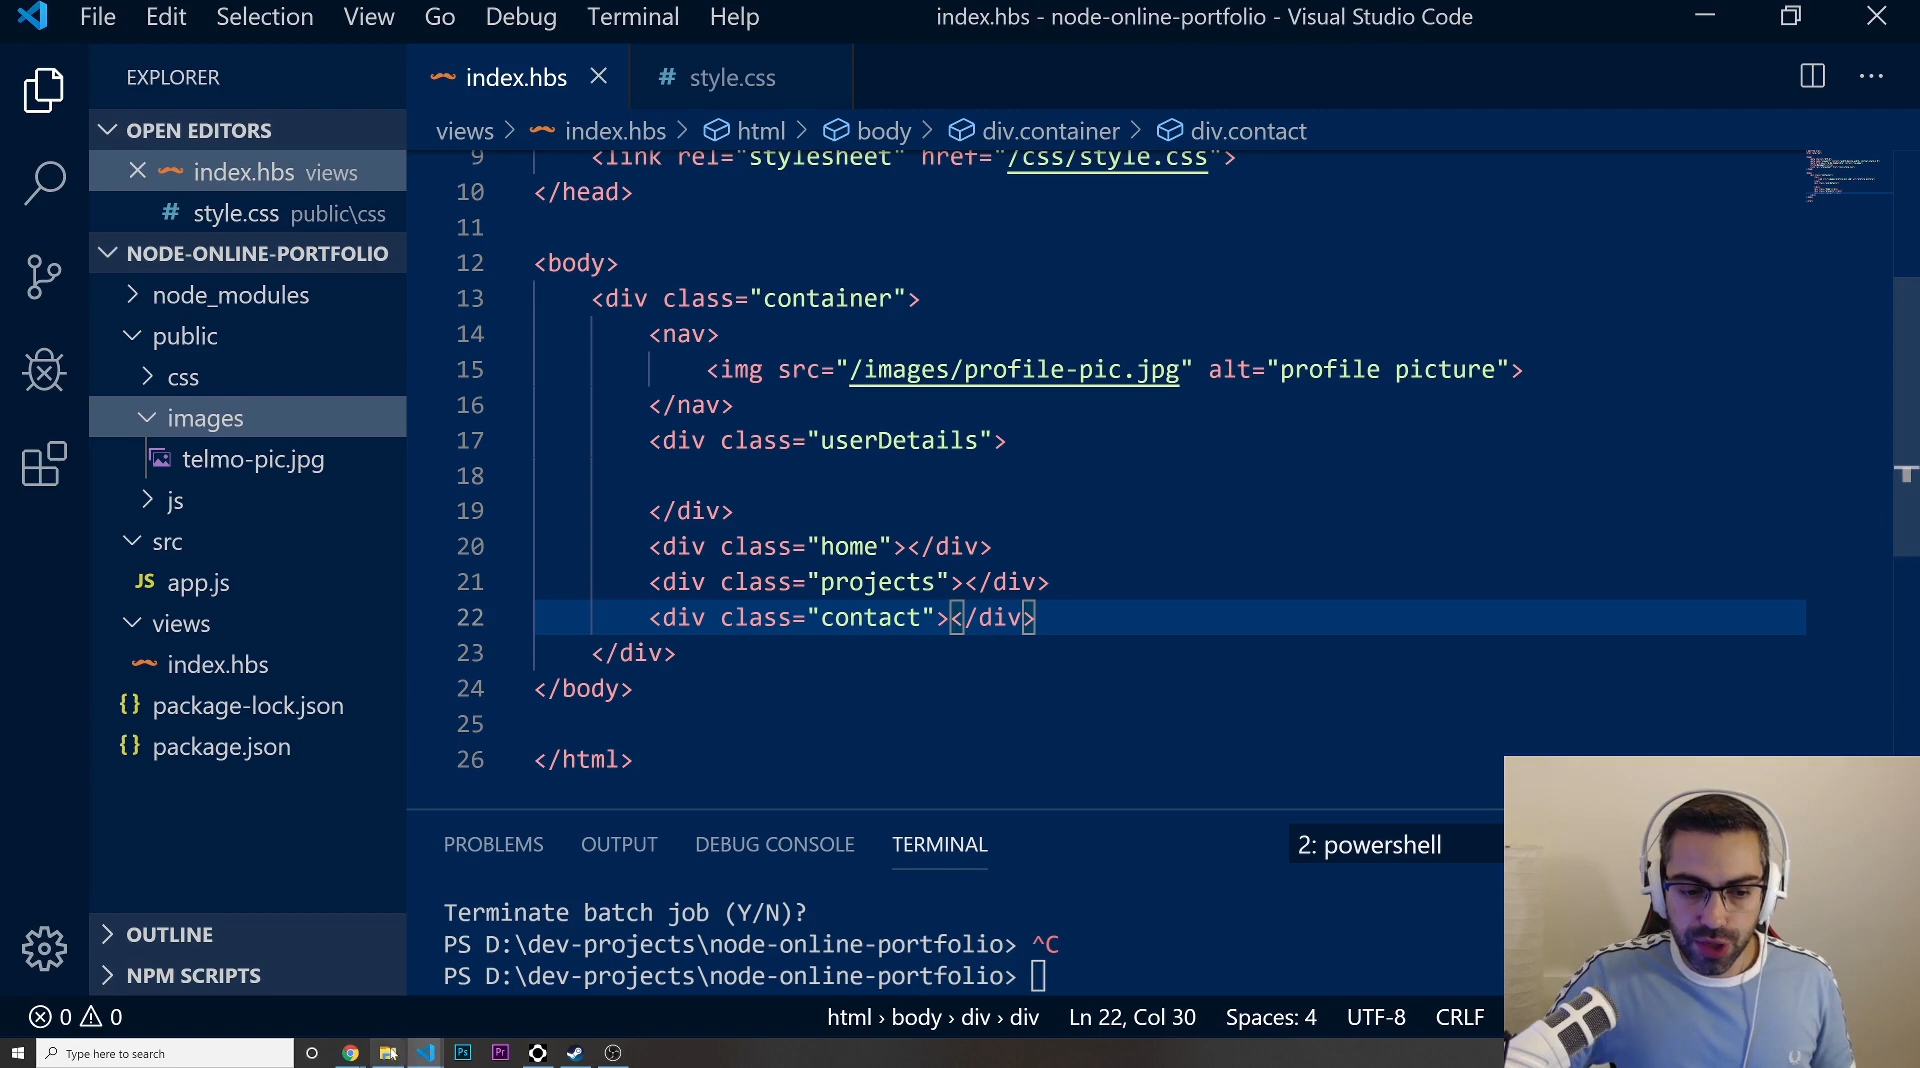 File Edit Selection View Go Debug Terminal Help
index.hbs - node-online-portfolio - Visual Studio Code
EXPLORER
OPEN EDITORS
index.hbs views
style.css public\css
NODE-ONLINE-PORTFOLIO
node_modules
public
css
images
telmo-pic.jpg
js
src
JS app.js
views
index.hbs
{} package-lock.json
{} package.json
OUTLINE
NPM SCRIPTS
index.hbs
# style.css
views > index.hbs > html > body > div.container > div.contact
9 <link rel="stylesheet" href="/css/style.css">
10 </head>
11
12 <body>
13 <div class="container">
14 <nav>
15 <img src="/images/profile-pic.jpg" alt="profile picture">
16 </nav>
17 <div class="userDetails">
18
19 </div>
20 <div class="home"></div>
21 <div class="projects"></div>
22 <div class="contact"></div>
23 </div>
24 </body>
25
26 </html>
PROBLEMS OUTPUT DEBUG CONSOLE TERMINAL
2: powershell
Terminate batch job (Y/N)?
PS D:\dev-projects\node-online-portfolio> ^C
PS D:\dev-projects\node-online-portfolio>
0 0
html › body › div › div Ln 22, Col 30 Spaces: 4 UTF-8 CRLF
Type here to search
Ps Pr